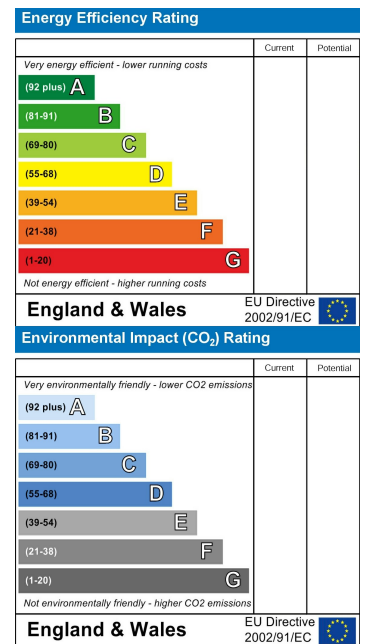 Energy Efficiency Rating
Current Potential
Very energy efficient - lower running costs
(92 plus) A
(81-91) B
(69-80) C
(55-68) D
(39-54) E
(21-38) F
(1-20) G
Not energy efficient - higher running costs
England & Wales EU Directive 2002/91/EC
Environmental Impact (CO₂) Rating
Current Potential
Very environmentally friendly - lower CO2 emissions
(92 plus) A
(81-91) B
(69-80) C
(55-68) D
(39-54) E
(21-38) F
(1-20) G
Not environmentally friendly - higher CO2 emissions
England & Wales EU Directive 2002/91/EC